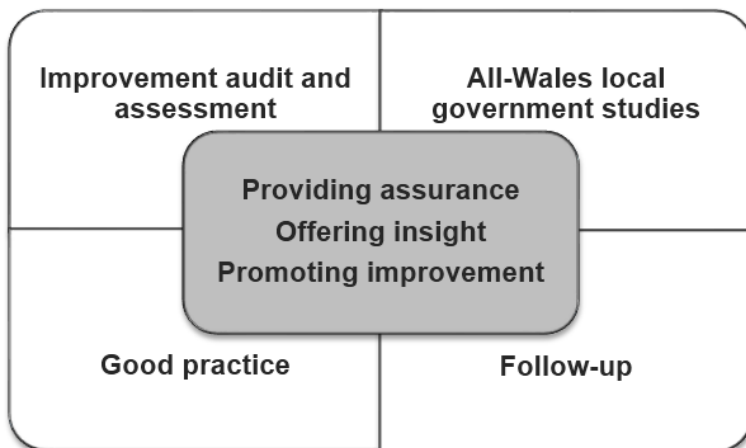 Improvement audit and
assessment
All-Wales local
government studies
Providing assurance
Offering insight
Promoting improvement
Good practice
Follow-up